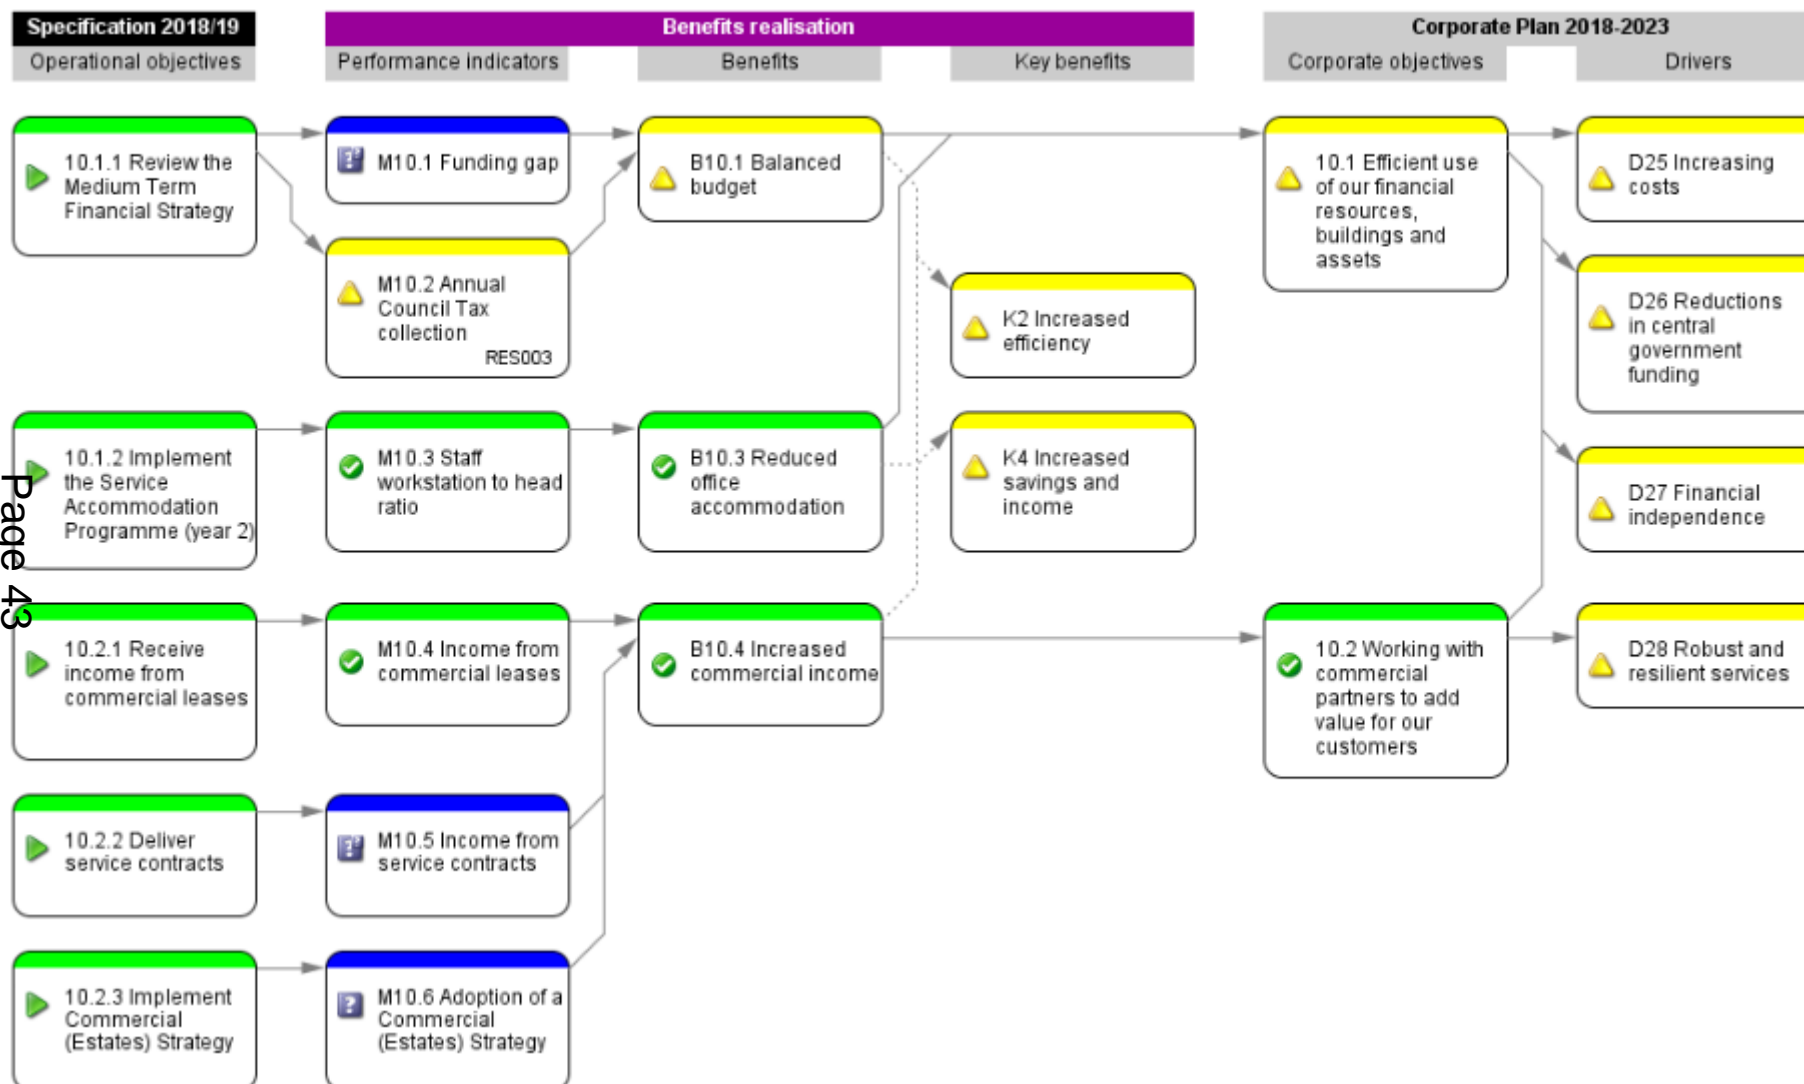 Specification 2018/19
Benefits realisation
Corporate Plan 2018-2023
Operational objectives
Performance indicators
Benefits
Key benefits
Corporate objectives
Drivers
10.1.1 Review the
Medium Term
Financial Strategy
M10.1 Funding gap
B10.1 Balanced
budget
10.1 Efficient use
of our financial
resources,
buildings and
assets
D25 Increasing
costs
M10.2 Annual
Council Tax
collection
RES003
K2 Increased
efficiency
D26 Reductions
in central
government
funding
10.1.2 Implement
the Service
Accommodation
Programme (year 2)
M10.3 Staff
workstation to head
ratio
B10.3 Reduced
office
accommodation
K4 Increased
savings and
income
D27 Financial
independence
Page 43
10.2.1 Receive
income from
commercial leases
M10.4 Income from
commercial leases
B10.4 Increased
commercial income
10.2 Working with
commercial
partners to add
value for our
customers
D28 Robust and
resilient services
10.2.2 Deliver
service contracts
M10.5 Income from
service contracts
10.2.3 Implement
Commercial
(Estates) Strategy
M10.6 Adoption of a
Commercial
(Estates) Strategy